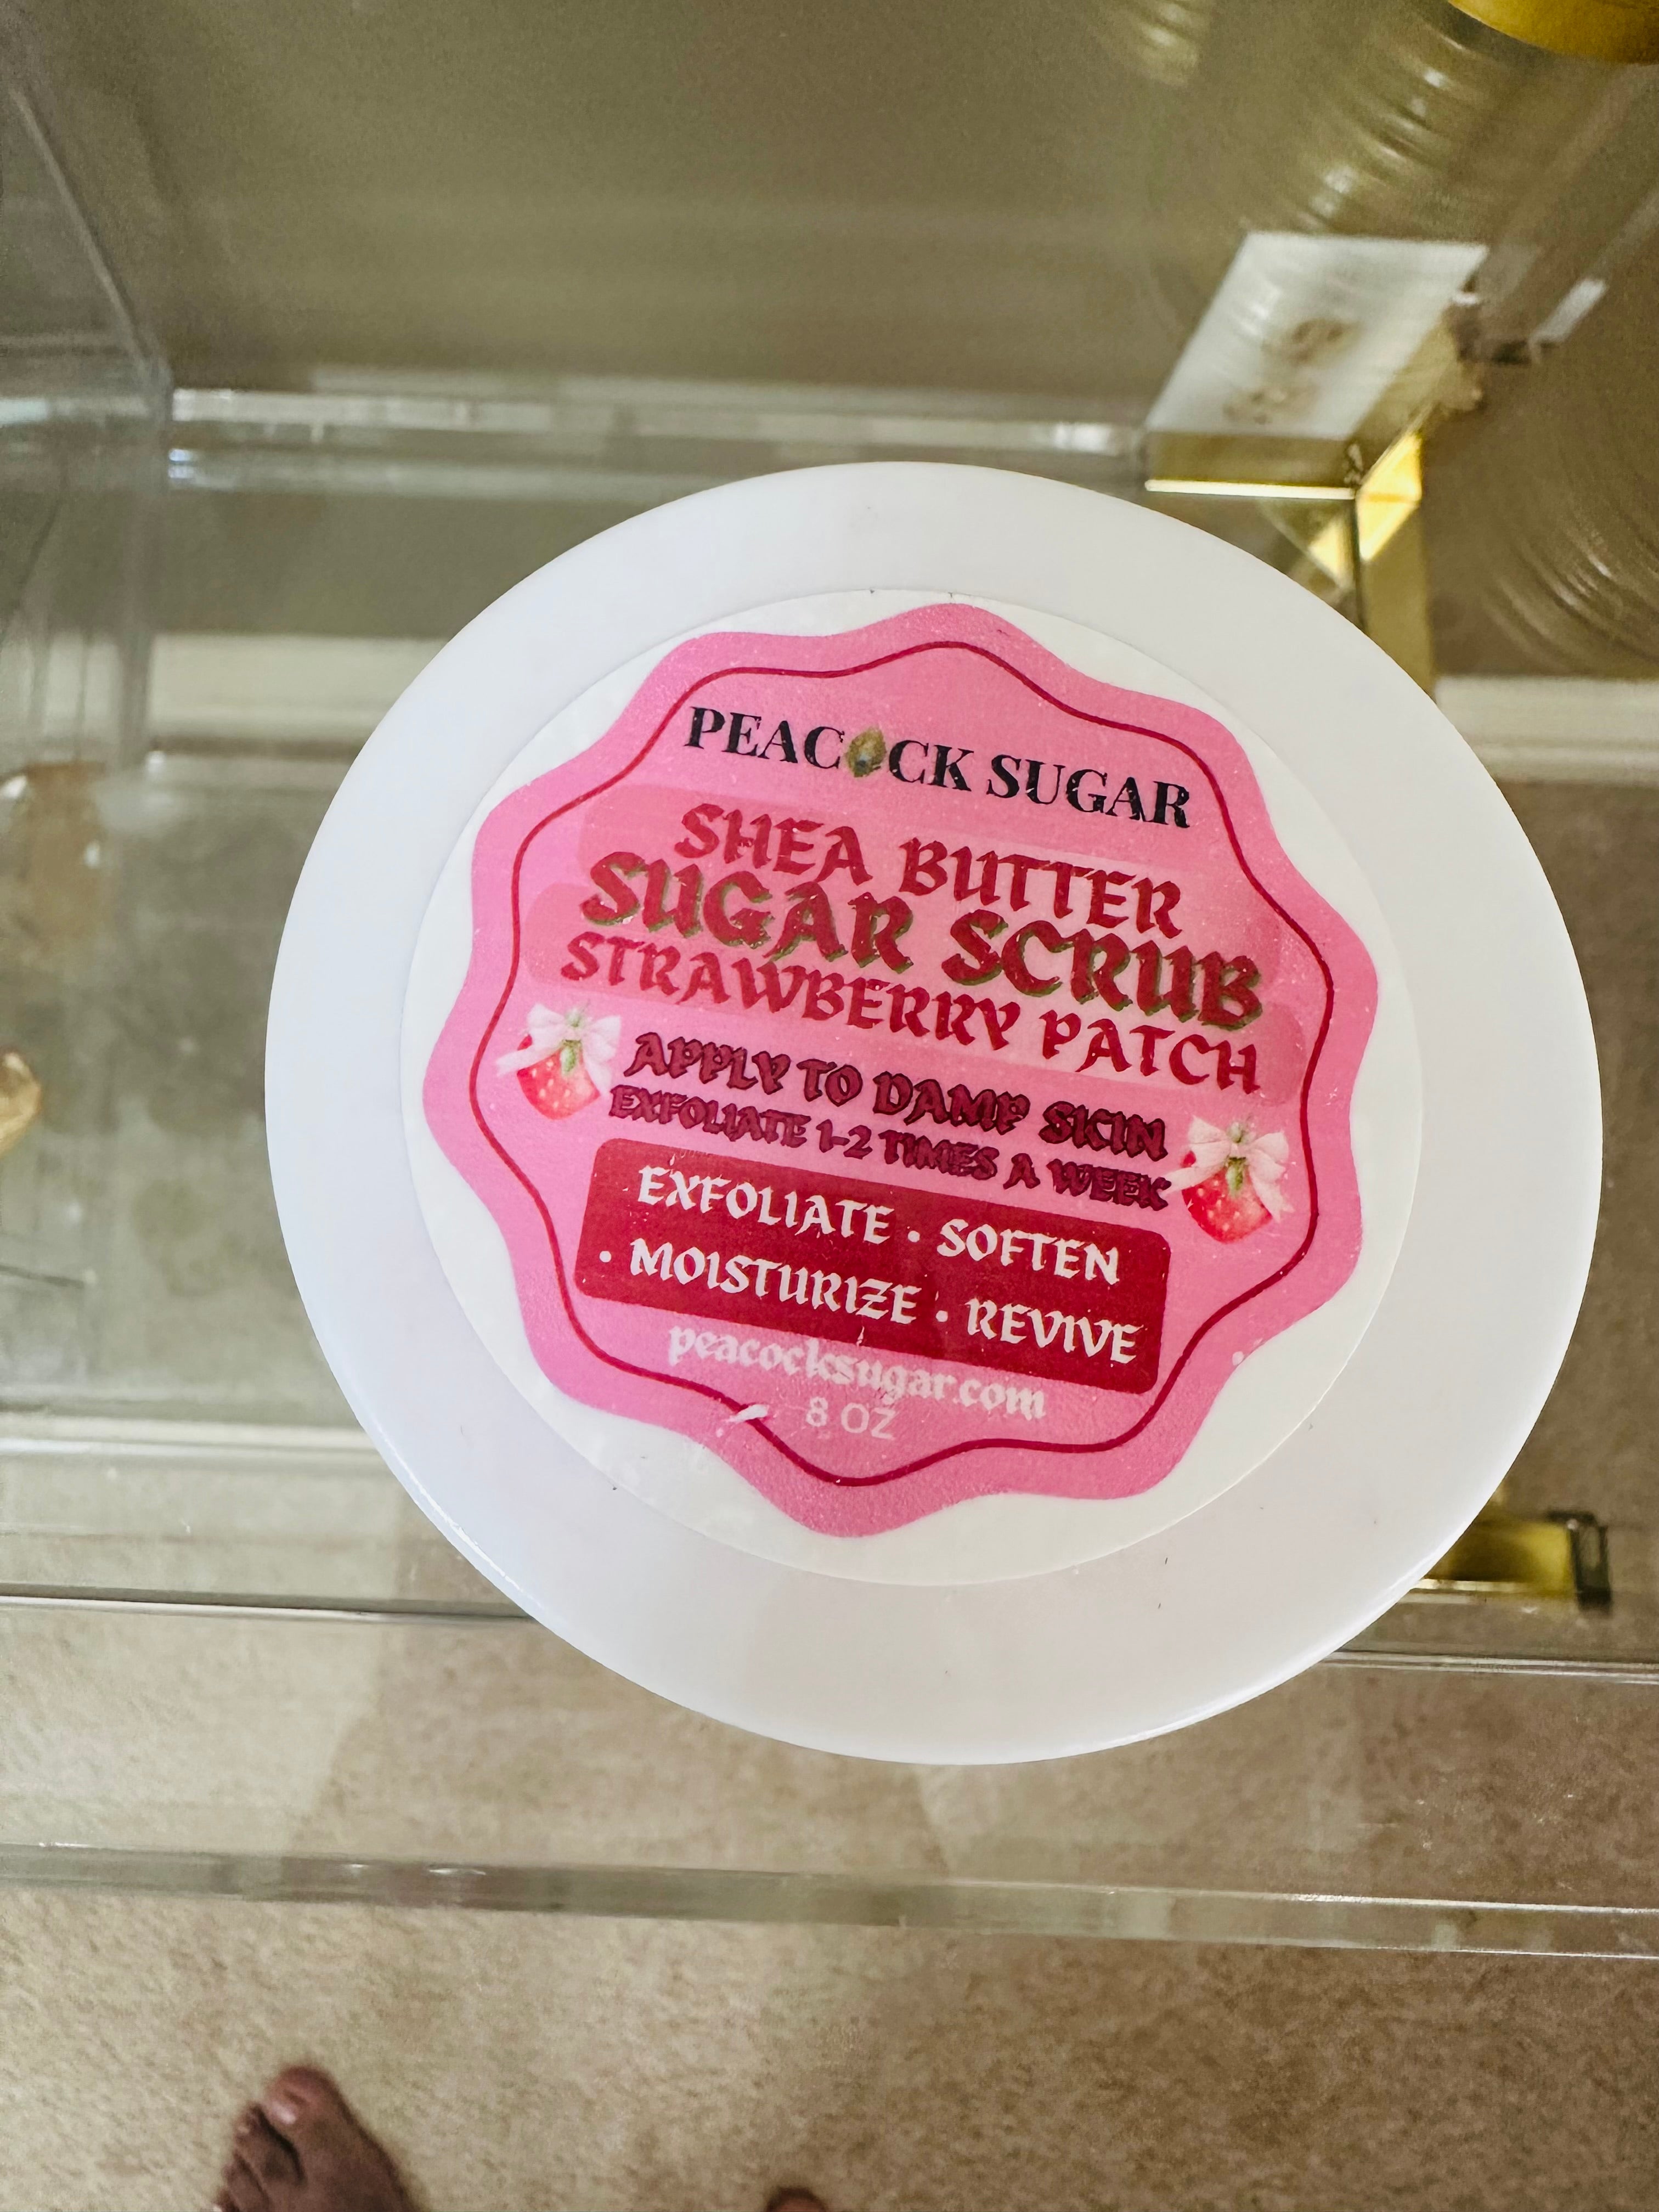 PEACOCK SUGAR
SHEA BUTTER
SUGAR SCRUB
STRAWBERRY PATCH
APPLY TO DAMP SKIN
EXFOLIATE 1-2 TIMES A WEEK
EXFOLIATE · SOFTEN
· MOISTURIZE · REVIVE
peacocksugar.com
8 OZ